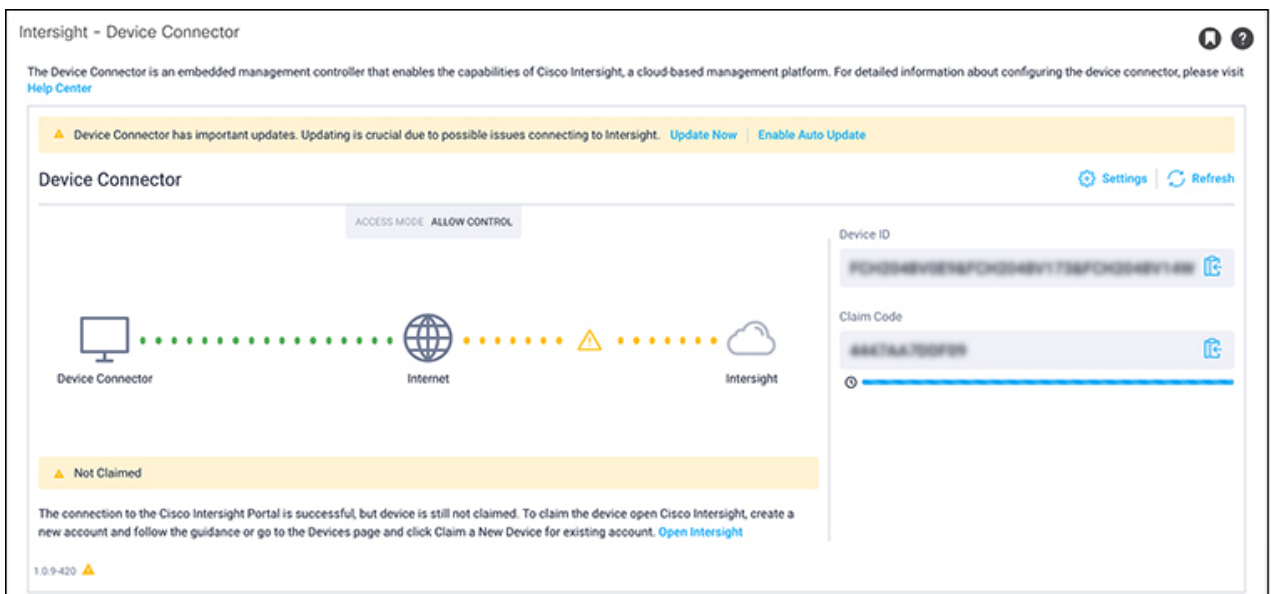 Intersight - Device Connector
The Device Connector is an embedded management controller that enables the capabilities of Cisco Intersight, a cloud-based management platform. For detailed information about configuring the device connector, please visit
Help Center
Device Connector has important updates. Updating is crucial due to possible issues connecting to Intersight. Update Now | Enable Auto Update
Device Connector
Settings | Refresh
ACCESS MODE ALLOW CONTROL
Device Connector
Internet
Intersight
Device ID
Claim Code
Not Claimed
The connection to the Cisco Intersight Portal is successful, but device is still not claimed. To claim the device open Cisco Intersight, create a
new account and follow the guidance or go to the Devices page and click Claim a New Device for existing account. Open Intersight
1.0.9-420